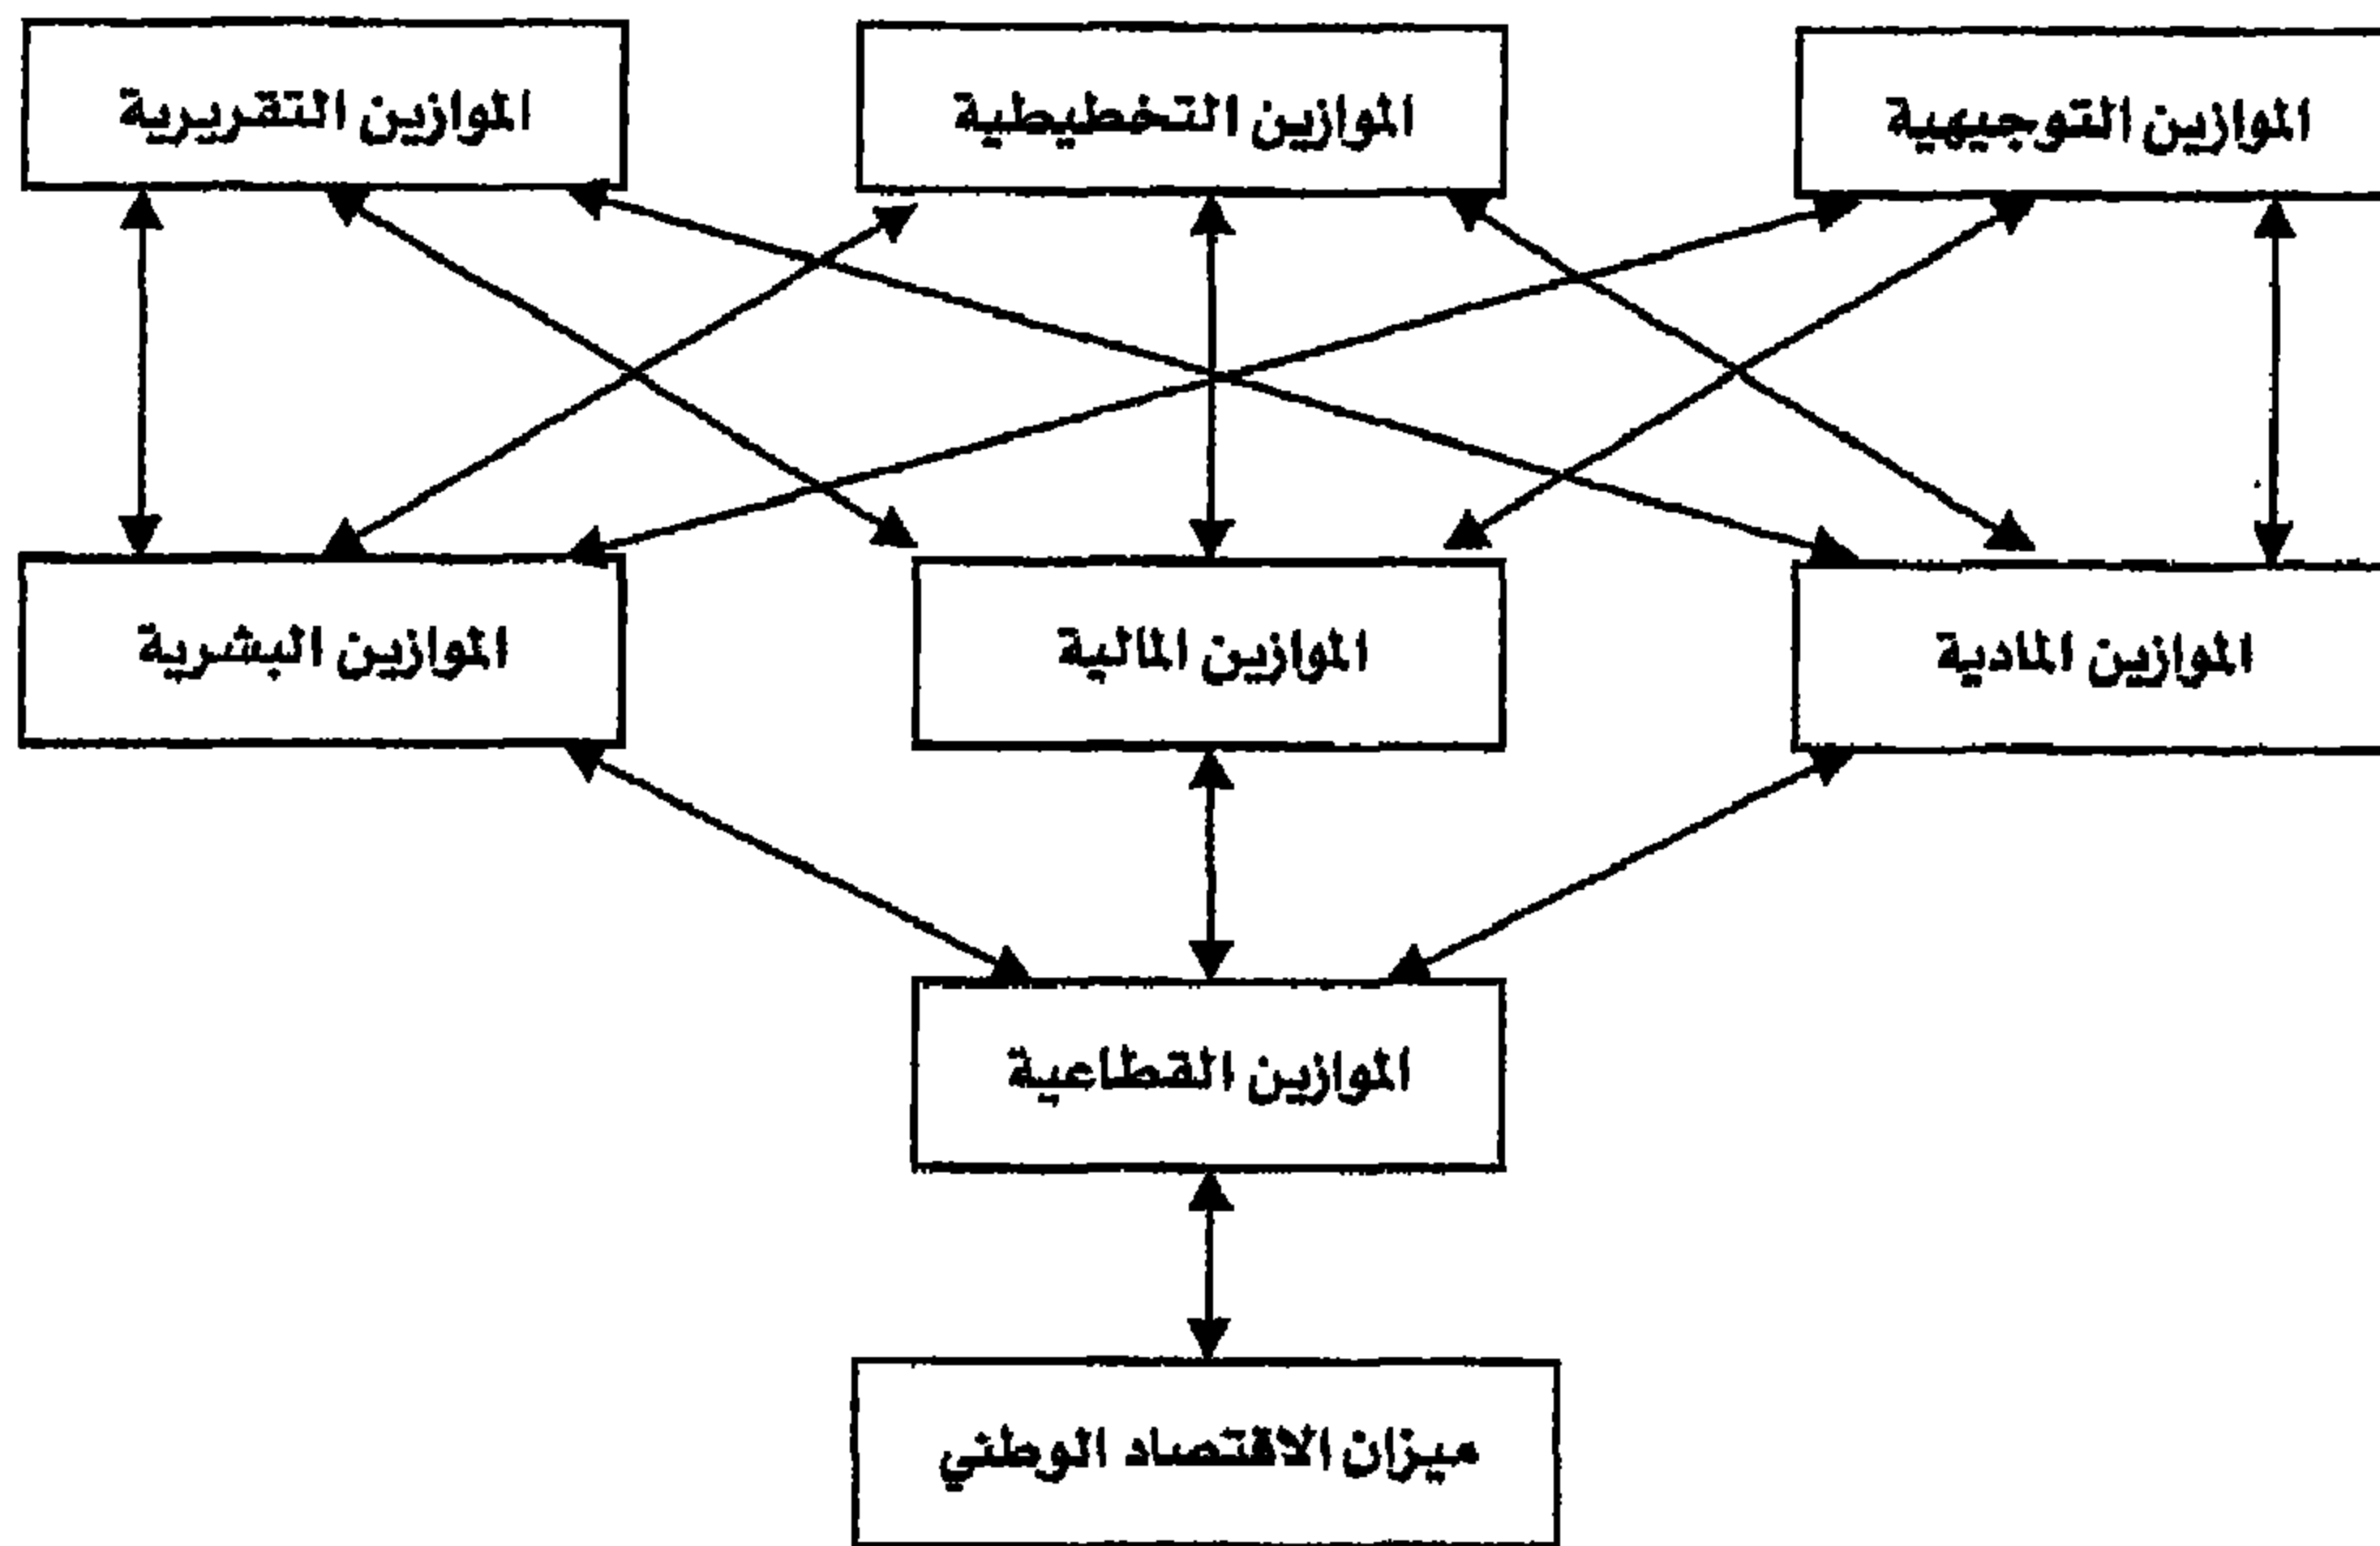 الموازين التوجيهية
الموازين التخطيطية
الموازين التقريرية
الموازين المادية
الموازين المالية
الموازين البشرية
الموازين القطاعية
ميزان الاقتصاد الوطني